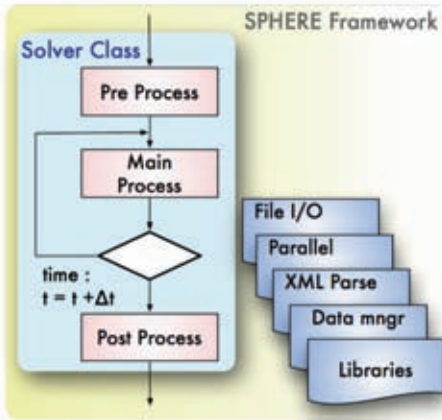 SPHERE Framework
Solver Class
Pre Process
Main
Process
time :
t = t +Δt
Post Process
File I/O
Parallel
XML Parse
Data mngr
Libraries